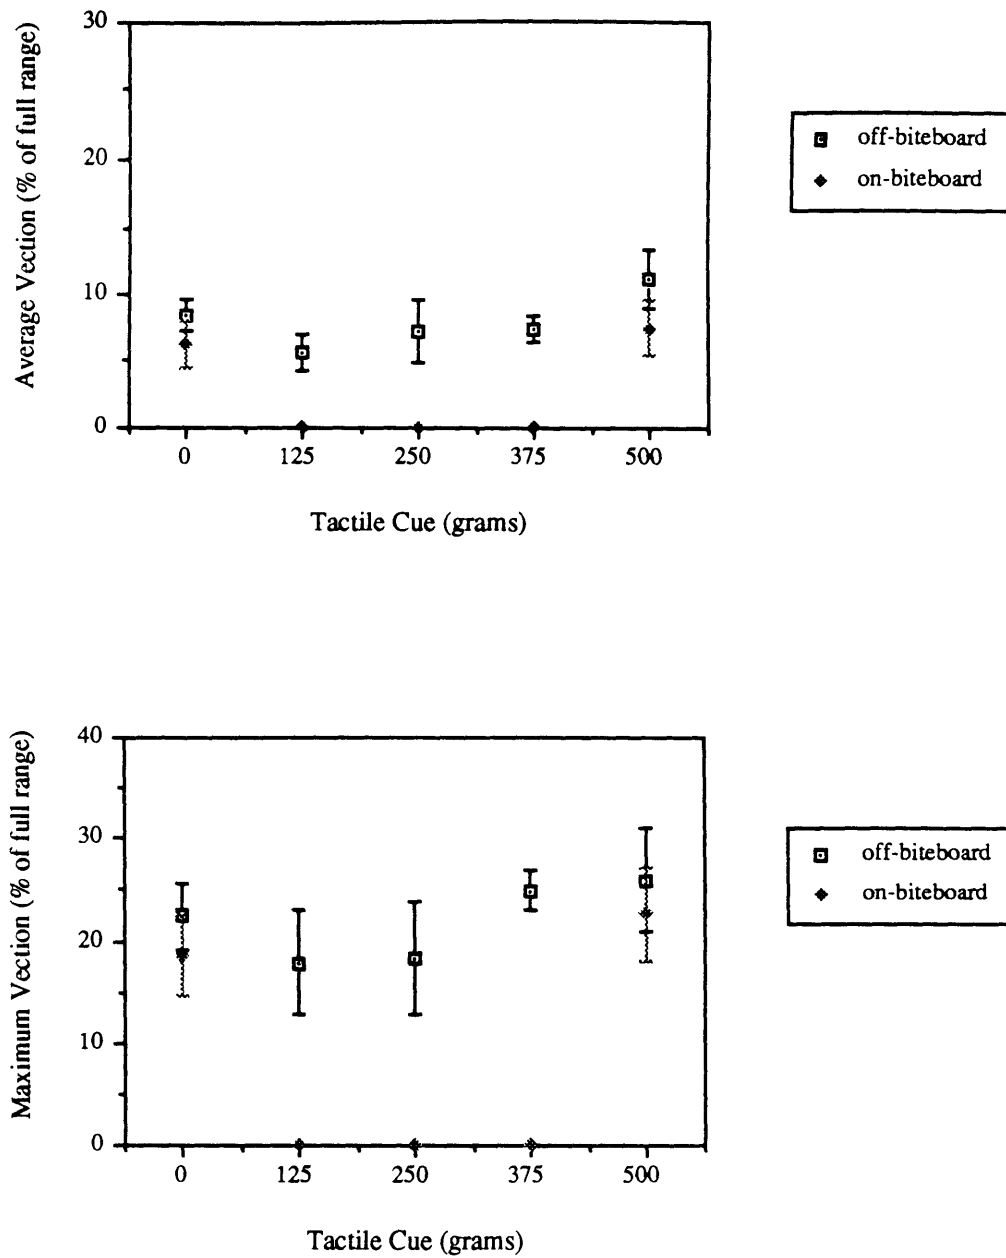 30
20
10
0
Average Vection (% of full range)
0 125 250 375 500
Tactile Cue (grams)
off-biteboard
on-biteboard
40
30
20
10
0
Maximum Vection (% of full range)
0 125 250 375 500
Tactile Cue (grams)
off-biteboard
on-biteboard